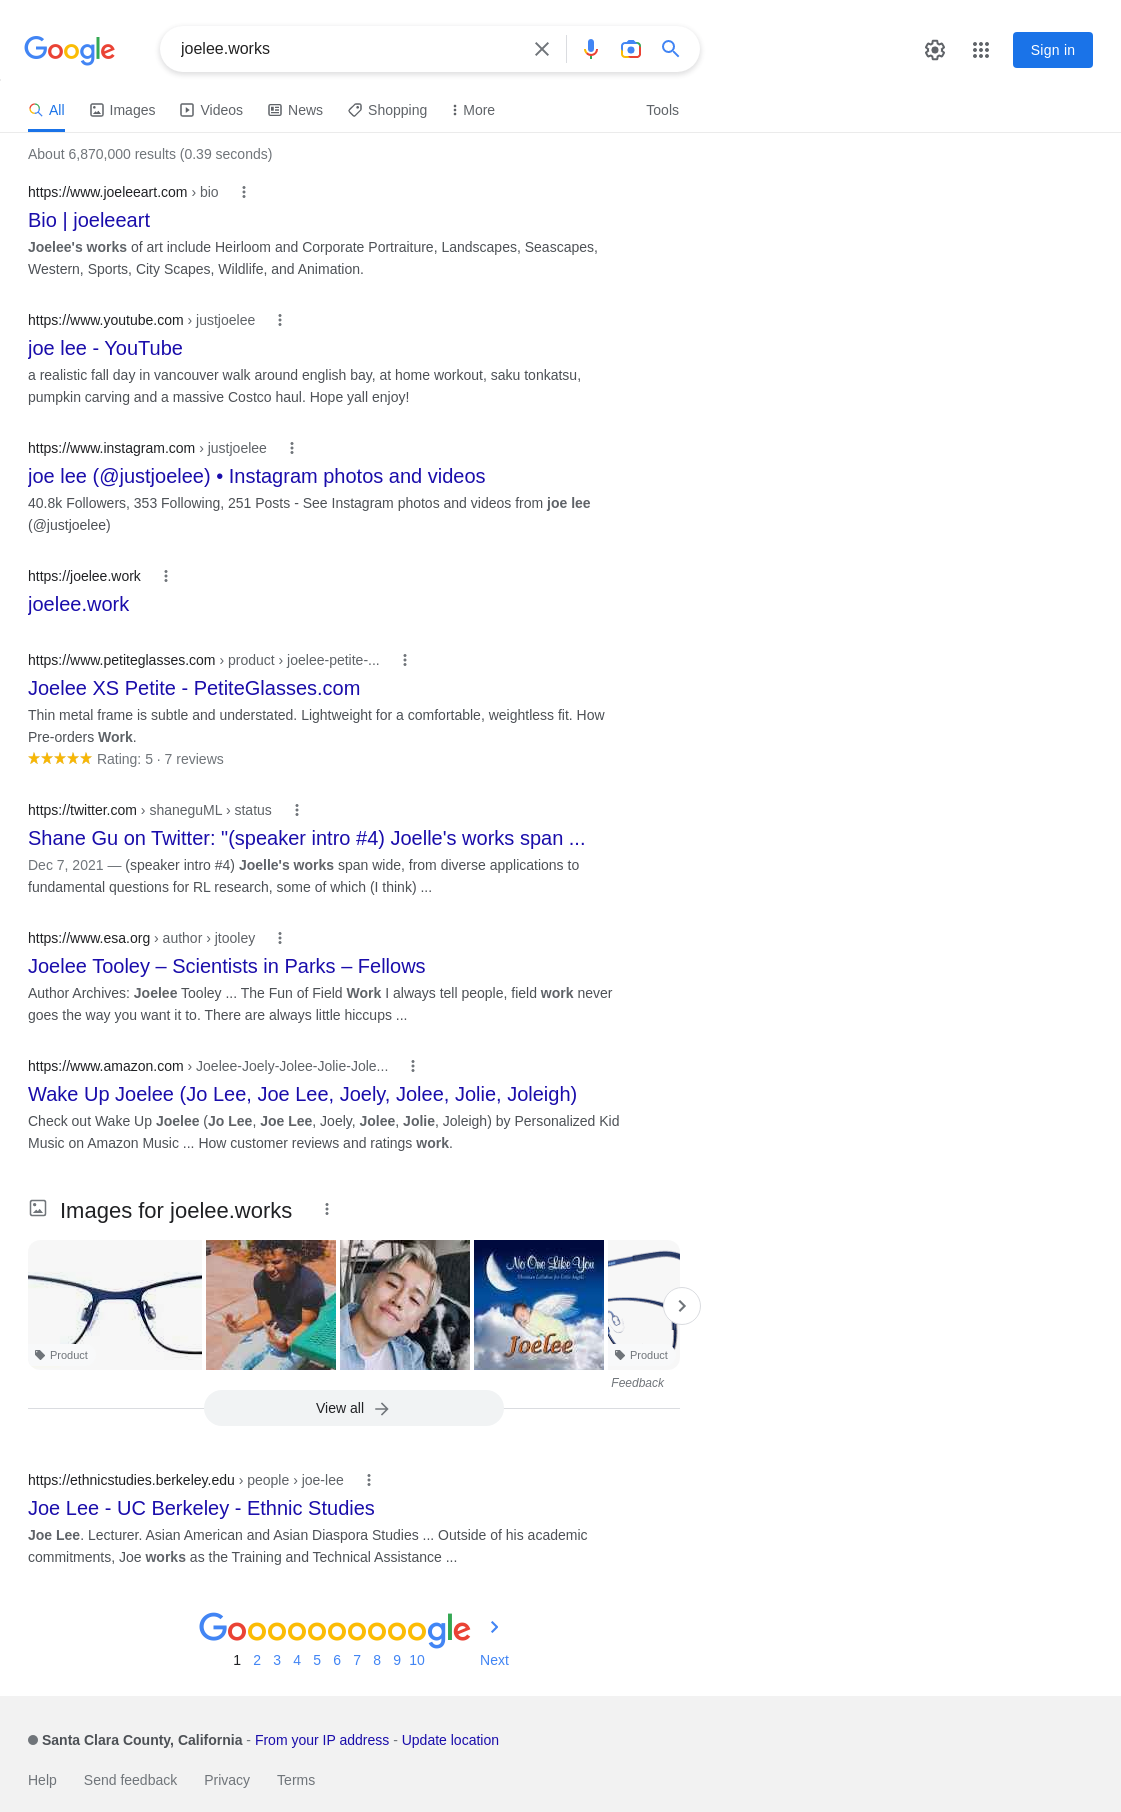 Google
joelee.works
Sign in
All Images Videos News Shopping More Tools
About 6,870,000 results (0.39 seconds)
https://www.joeleeart.com › bio
Bio | joeleeart
Joelee's works of art include Heirloom and Corporate Portraiture, Landscapes, Seascapes,
Western, Sports, City Scapes, Wildlife, and Animation.
https://www.youtube.com › justjoelee
joe lee - YouTube
a realistic fall day in vancouver walk around english bay, at home workout, saku tonkatsu,
pumpkin carving and a massive Costco haul. Hope yall enjoy!
https://www.instagram.com › justjoelee
joe lee (@justjoelee) • Instagram photos and videos
40.8k Followers, 353 Following, 251 Posts - See Instagram photos and videos from joe lee
(@justjoelee)
https://joelee.work
joelee.work
https://www.petiteglasses.com › product › joelee-petite-...
Joelee XS Petite - PetiteGlasses.com
Thin metal frame is subtle and understated. Lightweight for a comfortable, weightless fit. How
Pre-orders Work.
Rating: 5 · 7 reviews
https://twitter.com › shaneguML › status
Shane Gu on Twitter: "(speaker intro #4) Joelle's works span ...
Dec 7, 2021 — (speaker intro #4) Joelle's works span wide, from diverse applications to
fundamental questions for RL research, some of which (I think) ...
https://www.esa.org › author › jtooley
Joelee Tooley – Scientists in Parks – Fellows
Author Archives: Joelee Tooley ... The Fun of Field Work I always tell people, field work never
goes the way you want it to. There are always little hiccups ...
https://www.amazon.com › Joelee-Joely-Jolee-Jolie-Jole...
Wake Up Joelee (Jo Lee, Joe Lee, Joely, Jolee, Jolie, Joleigh)
Check out Wake Up Joelee (Jo Lee, Joe Lee, Joely, Jolee, Jolie, Joleigh) by Personalized Kid
Music on Amazon Music ... How customer reviews and ratings work.
Images for joelee.works
No One Like You
Joelee
Product
Product
Feedback
View all
https://ethnicstudies.berkeley.edu › people › joe-lee
Joe Lee - UC Berkeley - Ethnic Studies
Joe Lee. Lecturer. Asian American and Asian Diaspora Studies ... Outside of his academic
commitments, Joe works as the Training and Technical Assistance ...
Goooooooooogle
1 2 3 4 5 6 7 8 9 10 Next
Santa Clara County, California - From your IP address - Update location
Help Send feedback Privacy Terms